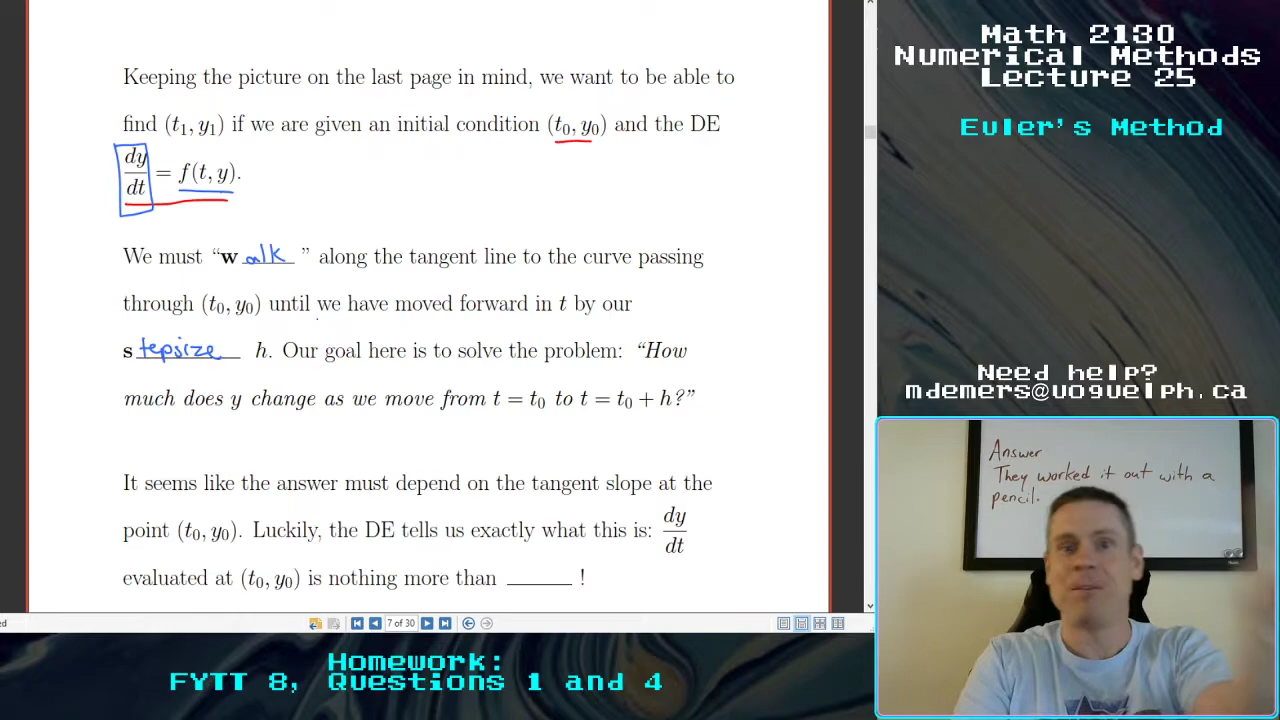 Keeping the picture on the last page in mind, we want to be able to
find (t₁, y₁) if we are given an initial condition (t₀, y₀) and the DE
dy/dt = f(t, y).
We must “walk” along the tangent line to the curve passing
through (t₀, y₀) until we have moved forward in t by our
stepsize h. Our goal here is to solve the problem: “How
much does y change as we move from t = t₀ to t = t₀ + h?”
It seems like the answer must depend on the tangent slope at the
point (t₀, y₀). Luckily, the DE tells us exactly what this is: dy/dt
evaluated at (t₀, y₀) is nothing more than ______ !
7 of 30
Math 2130
Numerical Methods
Lecture 25
Euler's Method
Need help?
mdemers@uoguelph.ca
Answer
They worked it out with a
pencil.
Homework:
FYTT 8, Questions 1 and 4